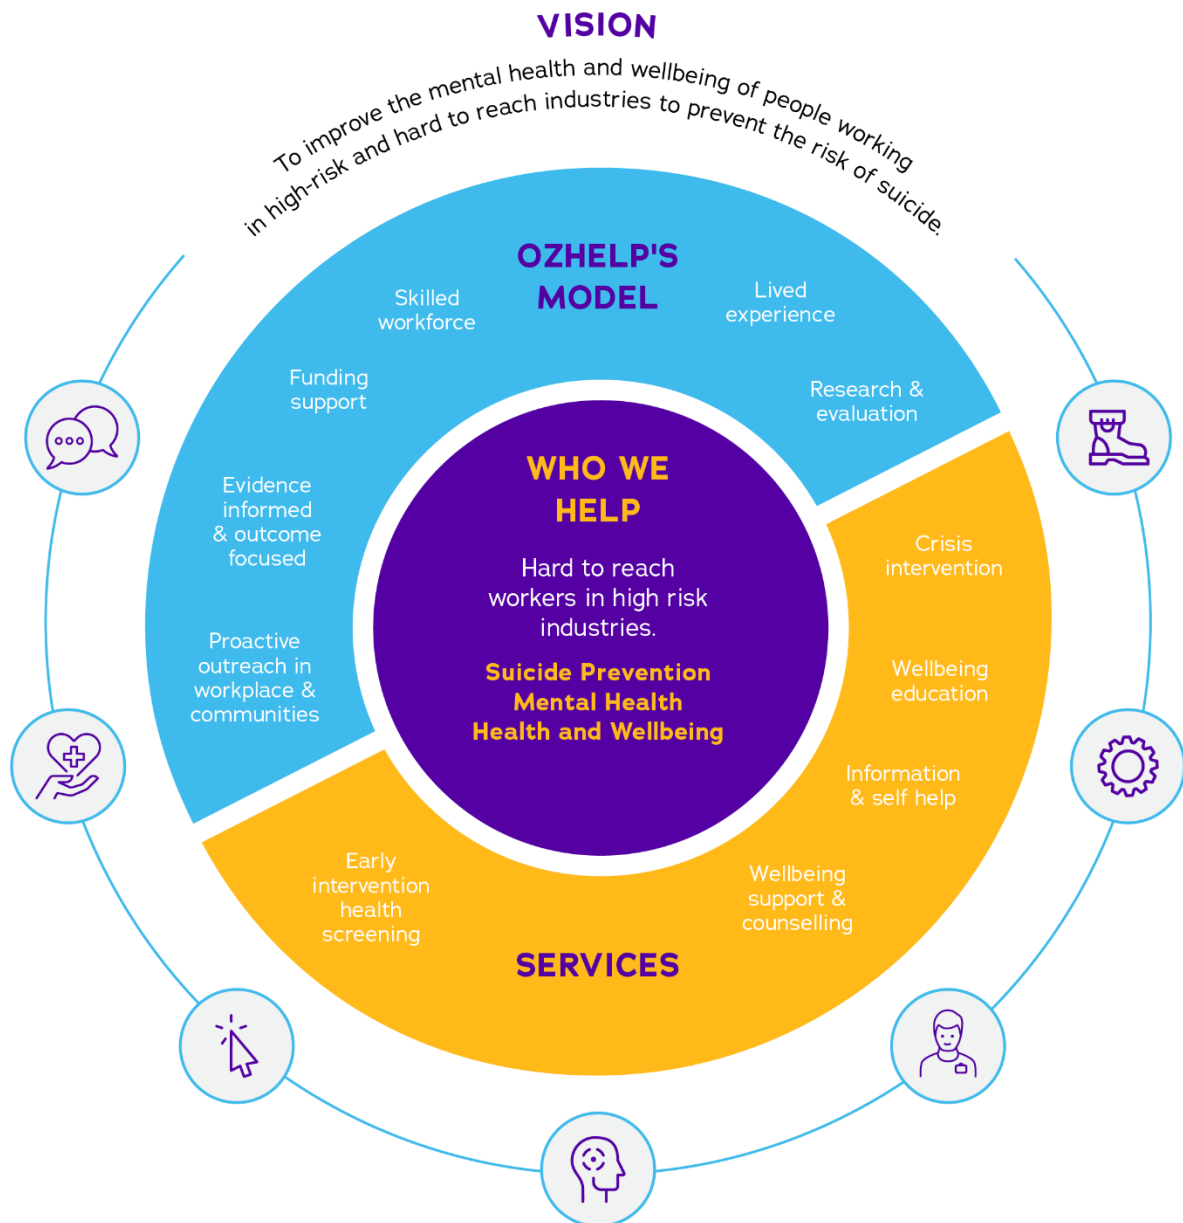 VISION
To improve the mental health and wellbeing of people working
in high-risk and hard to reach industries to prevent the risk of suicide.
OZHELP'S
MODEL
Skilled
workforce
Lived
experience
Funding
support
Research &
evaluation
Evidence
informed
& outcome
focused
Proactive
outreach in
workplace &
communities
WHO WE
HELP
Hard to reach
workers in high risk
industries.
Suicide Prevention
Mental Health
Health and Wellbeing
Crisis
intervention
Wellbeing
education
Information
& self help
Wellbeing
support &
counselling
Early
intervention
health
screening
SERVICES